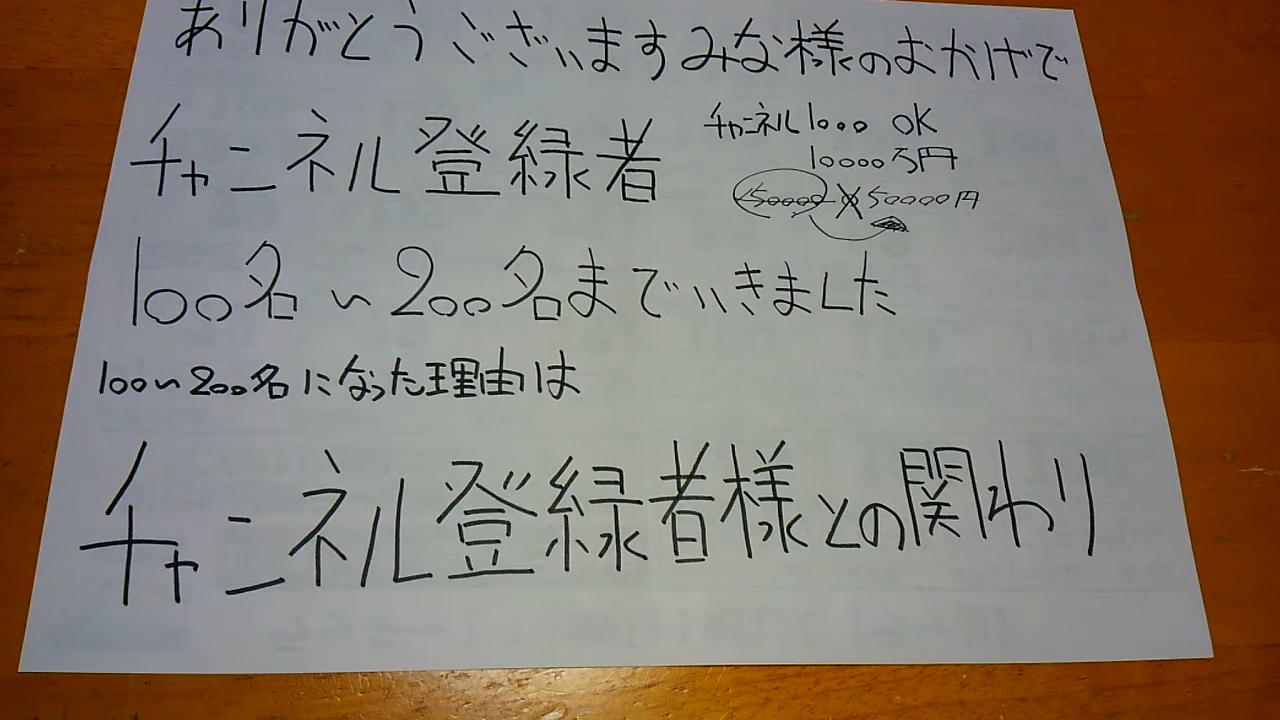 ありがとうございますみな様のおかげで
チャンネル登録者
チャンネル1000 OK
10000万円
50000円
100名〜200名までいきました
100〜200名になった理由は
チャンネル登録者様との関わり